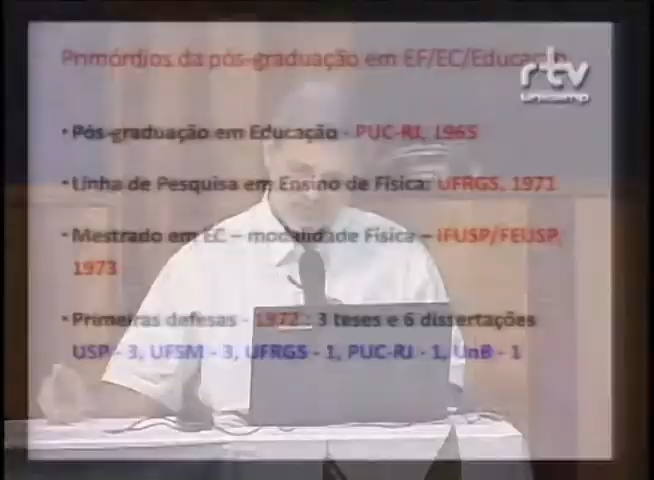 Primórdios da pós-graduação em EF/EC/Educação
rtv
unicamp
•Pós-graduação em Educação - PUC-RJ, 1965
•Linha de Pesquisa em Ensino de Física: UFRGS, 1971
•Mestrado em EC – modalidade Física – IFUSP/FEUSP,
1973
•Primeiras defesas - 1972 : 3 teses e 6 dissertações
USP - 3, UFSM - 3, UFRGS - 1, PUC-RJ - 1, UnB - 1